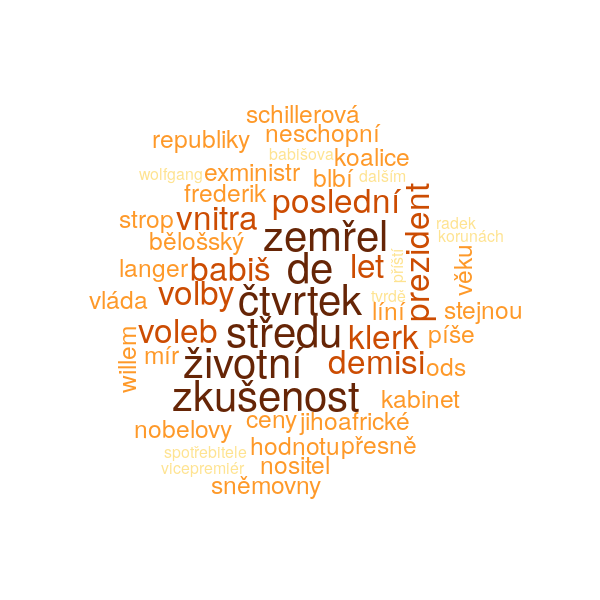 schillerová
republiky
neschopní
babišova
koalice
wolfgang
exministr
blbí
dalším
frederik
poslední
prezident
strop
vnitra
zemřel
radek
korunách
bělošský
langer
babiš
de
let
příští
věku
vláda
volby
čtvrtek
tvrdě
líní
stejnou
voleb
středu
klerk
píše
willem
mír
životní
demisi
ods
zkušenost
kabinet
nobelovy
ceny
jihoafrické
spotřebitele
hodnotu
přesně
vicepremiér
nositel
sněmovny